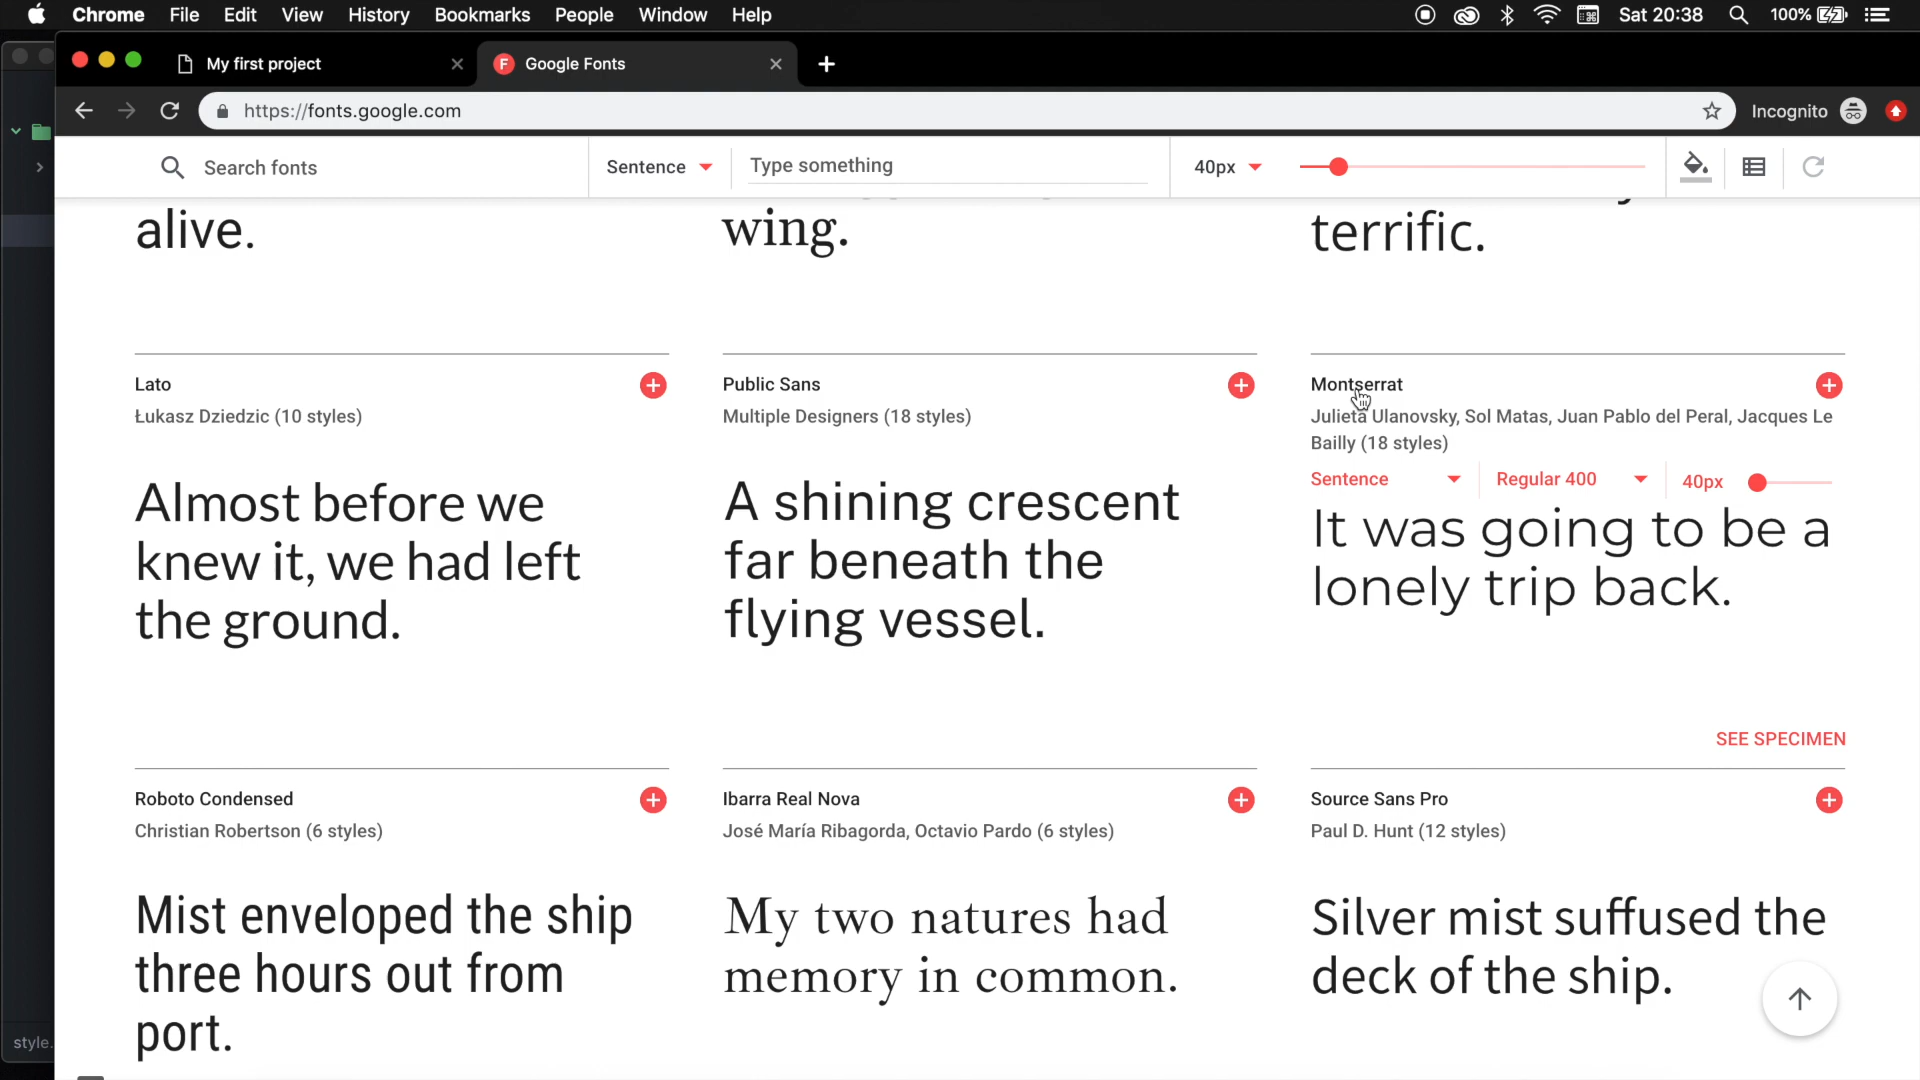 Chrome File Edit View History Bookmarks People Window Help Sat 20:38 100%
My first project Google Fonts
https://fonts.google.com Incognito
Search fonts Sentence Type something 40px
alive. wing. terrific.
Lato
Łukasz Dziedzic (10 styles)
Almost before we
knew it, we had left
the ground.
Public Sans
Multiple Designers (18 styles)
A shining crescent
far beneath the
flying vessel.
Montserrat
Julieta Ulanovsky, Sol Matas, Juan Pablo del Peral, Jacques Le
Bailly (18 styles)
Sentence Regular 400 40px
It was going to be a
lonely trip back.
SEE SPECIMEN
Roboto Condensed
Christian Robertson (6 styles)
Mist enveloped the ship
three hours out from
port.
Ibarra Real Nova
José María Ribagorda, Octavio Pardo (6 styles)
My two natures had
memory in common.
Source Sans Pro
Paul D. Hunt (12 styles)
Silver mist suffused the
deck of the ship.
style.